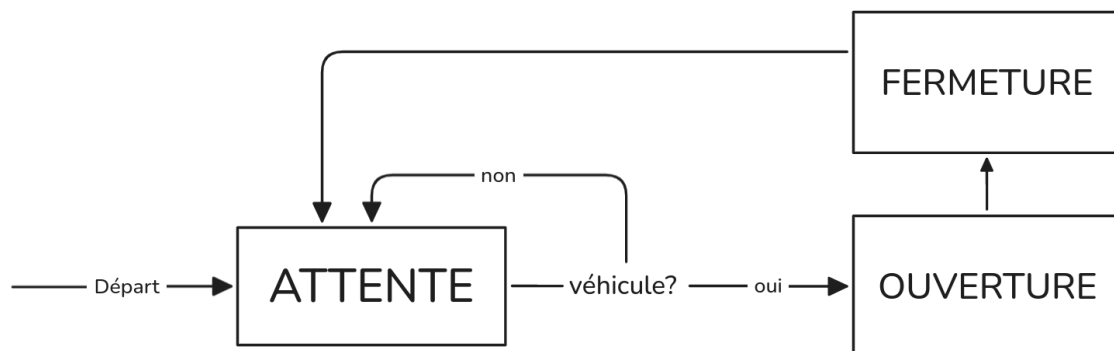 FERMETURE
non
Départ
ATTENTE
véhicule?
oui
OUVERTURE